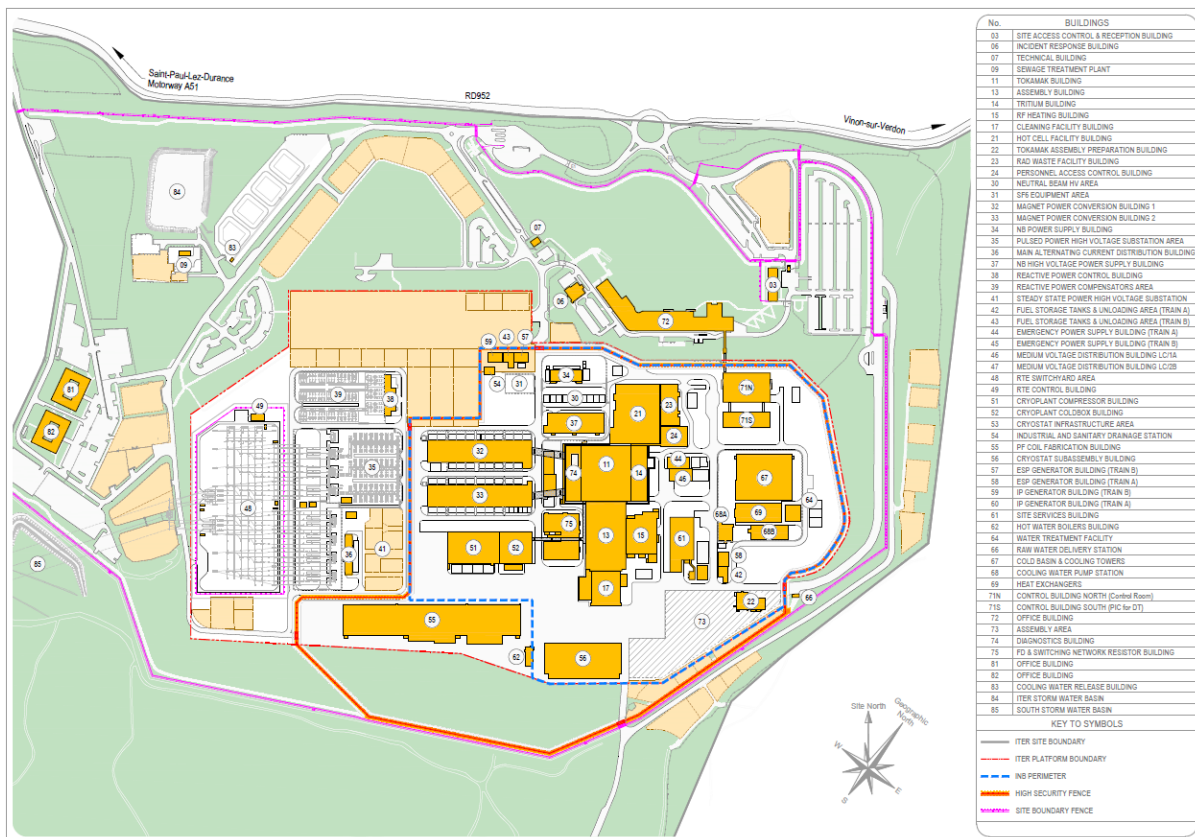 Saint-Paul-Lez-Durance
Motorway A51
RD952
Vinon-sur-Verdon
84
83
09
07
06
03
72
59
43
57
81
82
49
39
38
54
31
34
30
37
21
23
24
71N
71S
48
35
32
33
74
11
14
44
46
67
64
69
68A
68B
36
41
75
51
52
13
15
61
58
42
17
22
66
85
55
62
56
73
Site North
Geographic
North
W
E
S
No. BUILDINGS
03 SITE ACCESS CONTROL & RECEPTION BUILDING
06 INCIDENT RESPONSE BUILDING
07 TECHNICAL BUILDING
09 SEWAGE TREATMENT PLANT
11 TOKAMAK BUILDING
13 ASSEMBLY BUILDING
14 TRITIUM BUILDING
15 RF HEATING BUILDING
17 CLEANING FACILITY BUILDING
21 HOT CELL FACILITY BUILDING
22 TOKAMAK ASSEMBLY PREPARATION BUILDING
23 RAD WASTE FACILITY BUILDING
24 PERSONNEL ACCESS CONTROL BUILDING
30 NEUTRAL BEAM HV AREA
31 SF6 EQUIPMENT AREA
32 MAGNET POWER CONVERSION BUILDING 1
33 MAGNET POWER CONVERSION BUILDING 2
34 NB POWER SUPPLY BUILDING
35 PULSED POWER HIGH VOLTAGE SUBSTATION AREA
36 MAIN ALTERNATING CURRENT DISTRIBUTION BUILDING
37 NB HIGH VOLTAGE POWER SUPPLY BUILDING
38 REACTIVE POWER CONTROL BUILDING
39 REACTIVE POWER COMPENSATORS AREA
41 STEADY STATE POWER HIGH VOLTAGE SUBSTATION
42 FUEL STORAGE TANKS & UNLOADING AREA (TRAIN A)
43 FUEL STORAGE TANKS & UNLOADING AREA (TRAIN B)
44 EMERGENCY POWER SUPPLY BUILDING (TRAIN A)
45 EMERGENCY POWER SUPPLY BUILDING (TRAIN B)
46 MEDIUM VOLTAGE DISTRIBUTION BUILDING LC/1A
47 MEDIUM VOLTAGE DISTRIBUTION BUILDING LC/2B
48 RTE SWITCHYARD AREA
49 RTE CONTROL BUILDING
51 CRYOPLANT COMPRESSOR BUILDING
52 CRYOPLANT COLDBOX BUILDING
53 CRYOSTAT INFRASTRUCTURE AREA
54 INDUSTRIAL AND SANITARY DRAINAGE STATION
55 PF COIL FABRICATION BUILDING
56 CRYOSTAT SUBASSEMBLY BUILDING
57 ESP GENERATOR BUILDING (TRAIN B)
58 ESP GENERATOR BUILDING (TRAIN A)
59 IP GENERATOR BUILDING (TRAIN B)
60 IP GENERATOR BUILDING (TRAIN A)
61 SITE SERVICES BUILDING
62 HOT WATER BOILERS BUILDING
64 WATER TREATMENT FACILITY
66 RAW WATER DELIVERY STATION
67 COLD BASIN & COOLING TOWERS
68 COOLING WATER PUMP STATION
69 HEAT EXCHANGERS
71N CONTROL BUILDING NORTH (Control Room)
71S CONTROL BUILDING SOUTH (PIC for DT)
72 OFFICE BUILDING
73 ASSEMBLY AREA
74 DIAGNOSTICS BUILDING
75 FD & SWITCHING NETWORK RESISTOR BUILDING
81 OFFICE BUILDING
82 OFFICE BUILDING
83 COOLING WATER RELEASE BUILDING
84 ITER STORM WATER BASIN
85 SOUTH STORM WATER BASIN
KEY TO SYMBOLS
ITER SITE BOUNDARY
ITER PLATFORM BOUNDARY
INB PERIMETER
HIGH SECURITY FENCE
SITE BOUNDARY FENCE